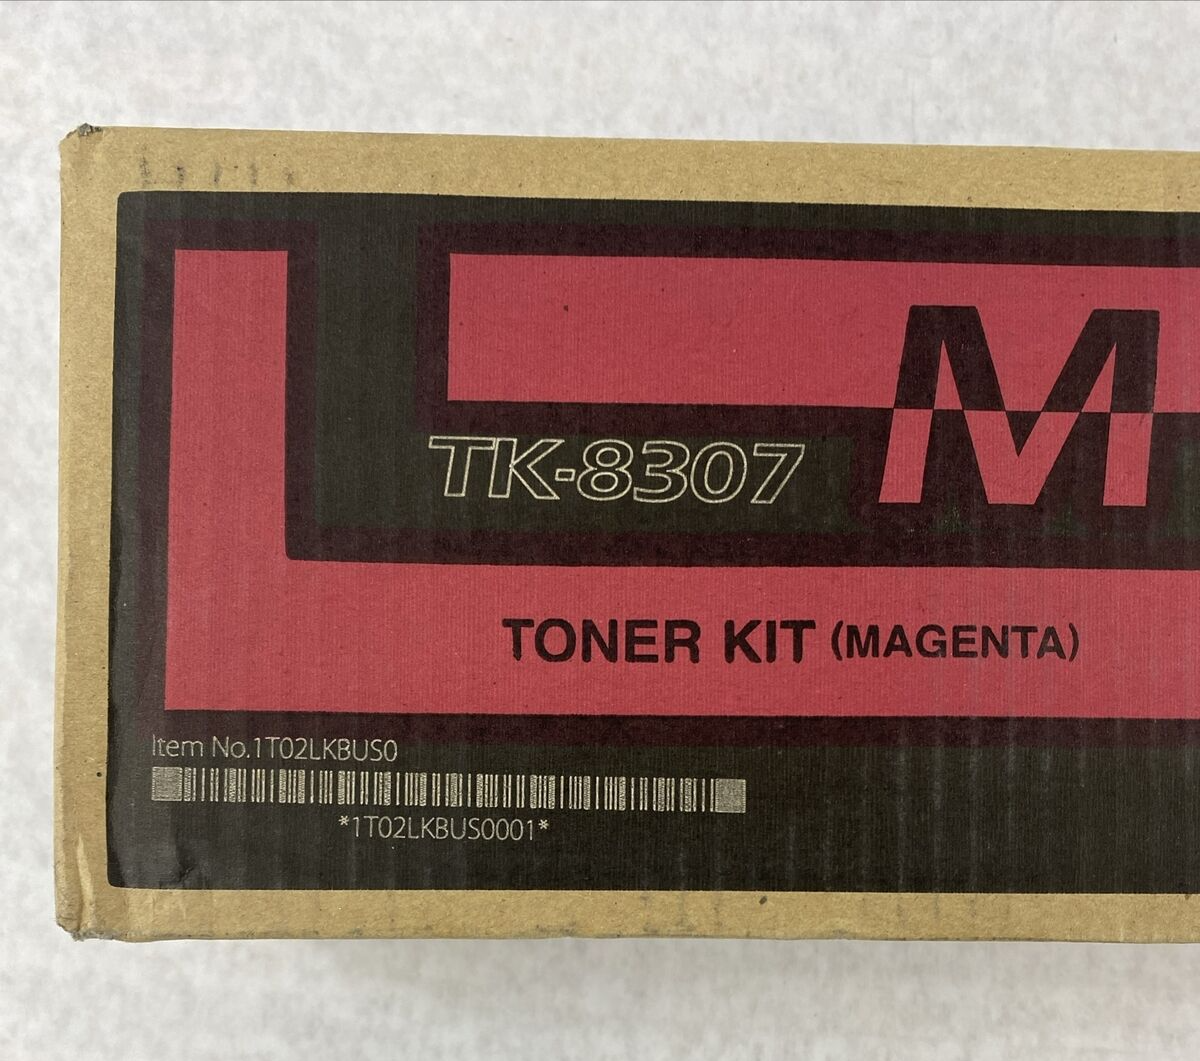 M
TK-8307
TONER KIT (MAGENTA)
Item No.1T02LKBUS0
*1T02LKBUS0001*